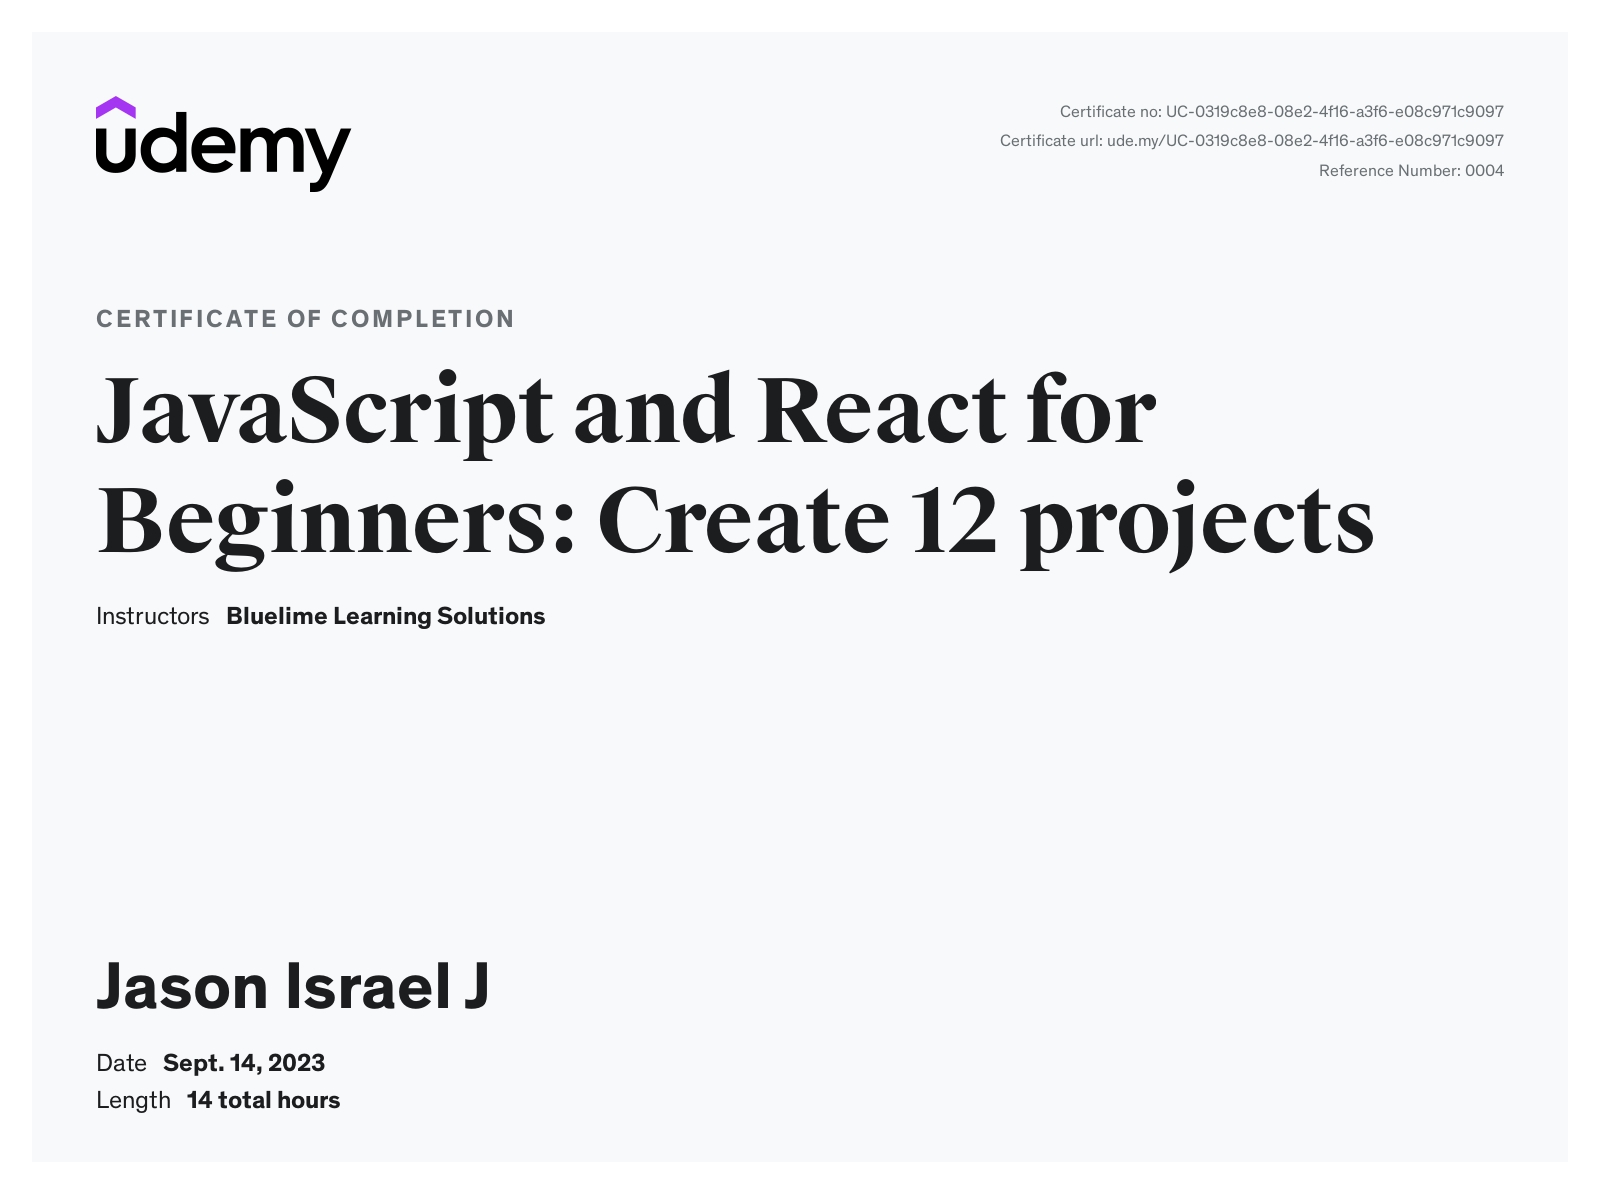 udemy
Certificate no: UC-0319c8e8-08e2-4f16-a3f6-e08c971c9097
Certificate url: ude.my/UC-0319c8e8-08e2-4f16-a3f6-e08c971c9097
Reference Number: 0004
CERTIFICATE OF COMPLETION
JavaScript and React for
Beginners: Create 12 projects
Instructors Bluelime Learning Solutions
Jason Israel J
Date Sept. 14, 2023
Length 14 total hours